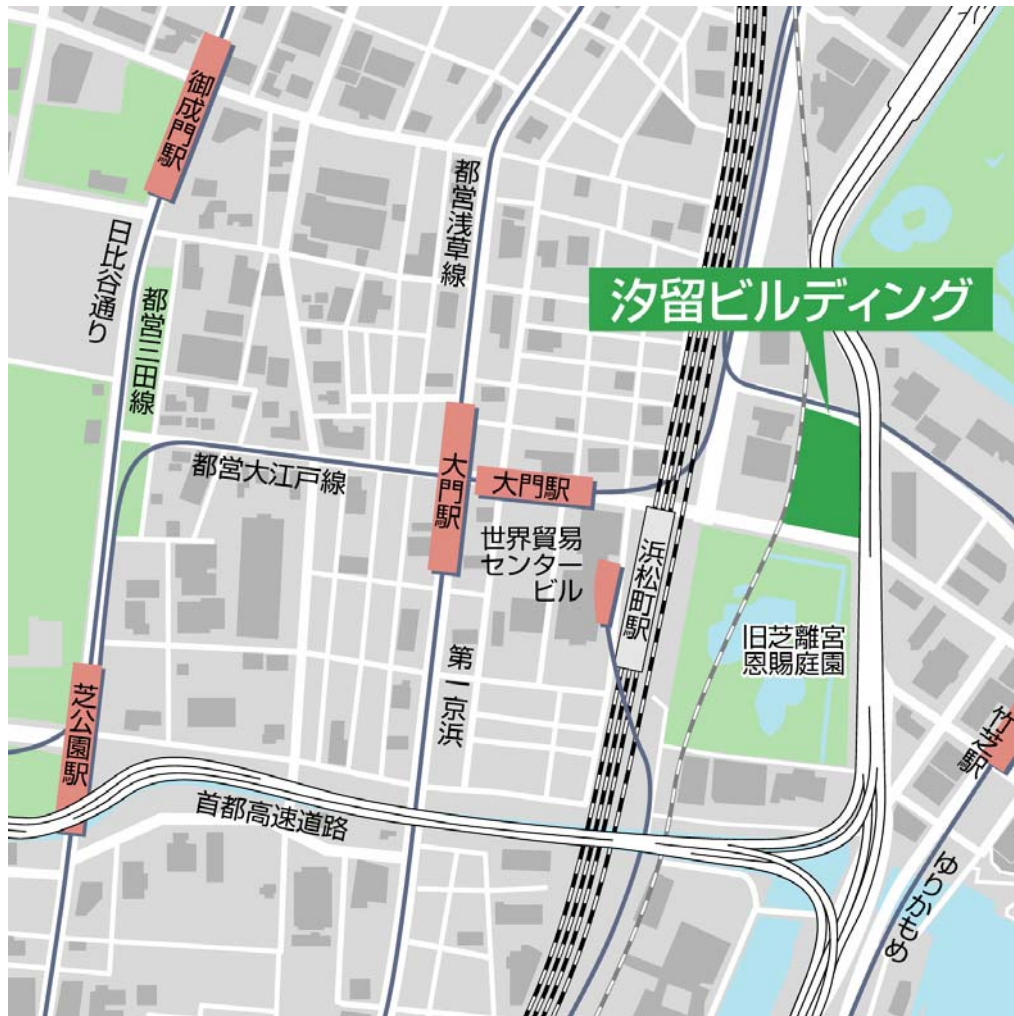 御成門駅
都営浅草線
日比谷通り
都営三田線
汐留ビルディング
大門駅
大門駅
都営大江戸線
世界貿易
センター
ビル
浜松町駅
旧芝離宮
恩賜庭園
第一京浜
芝公園駅
竹芝駅
首都高速道路
ゆりかもめ